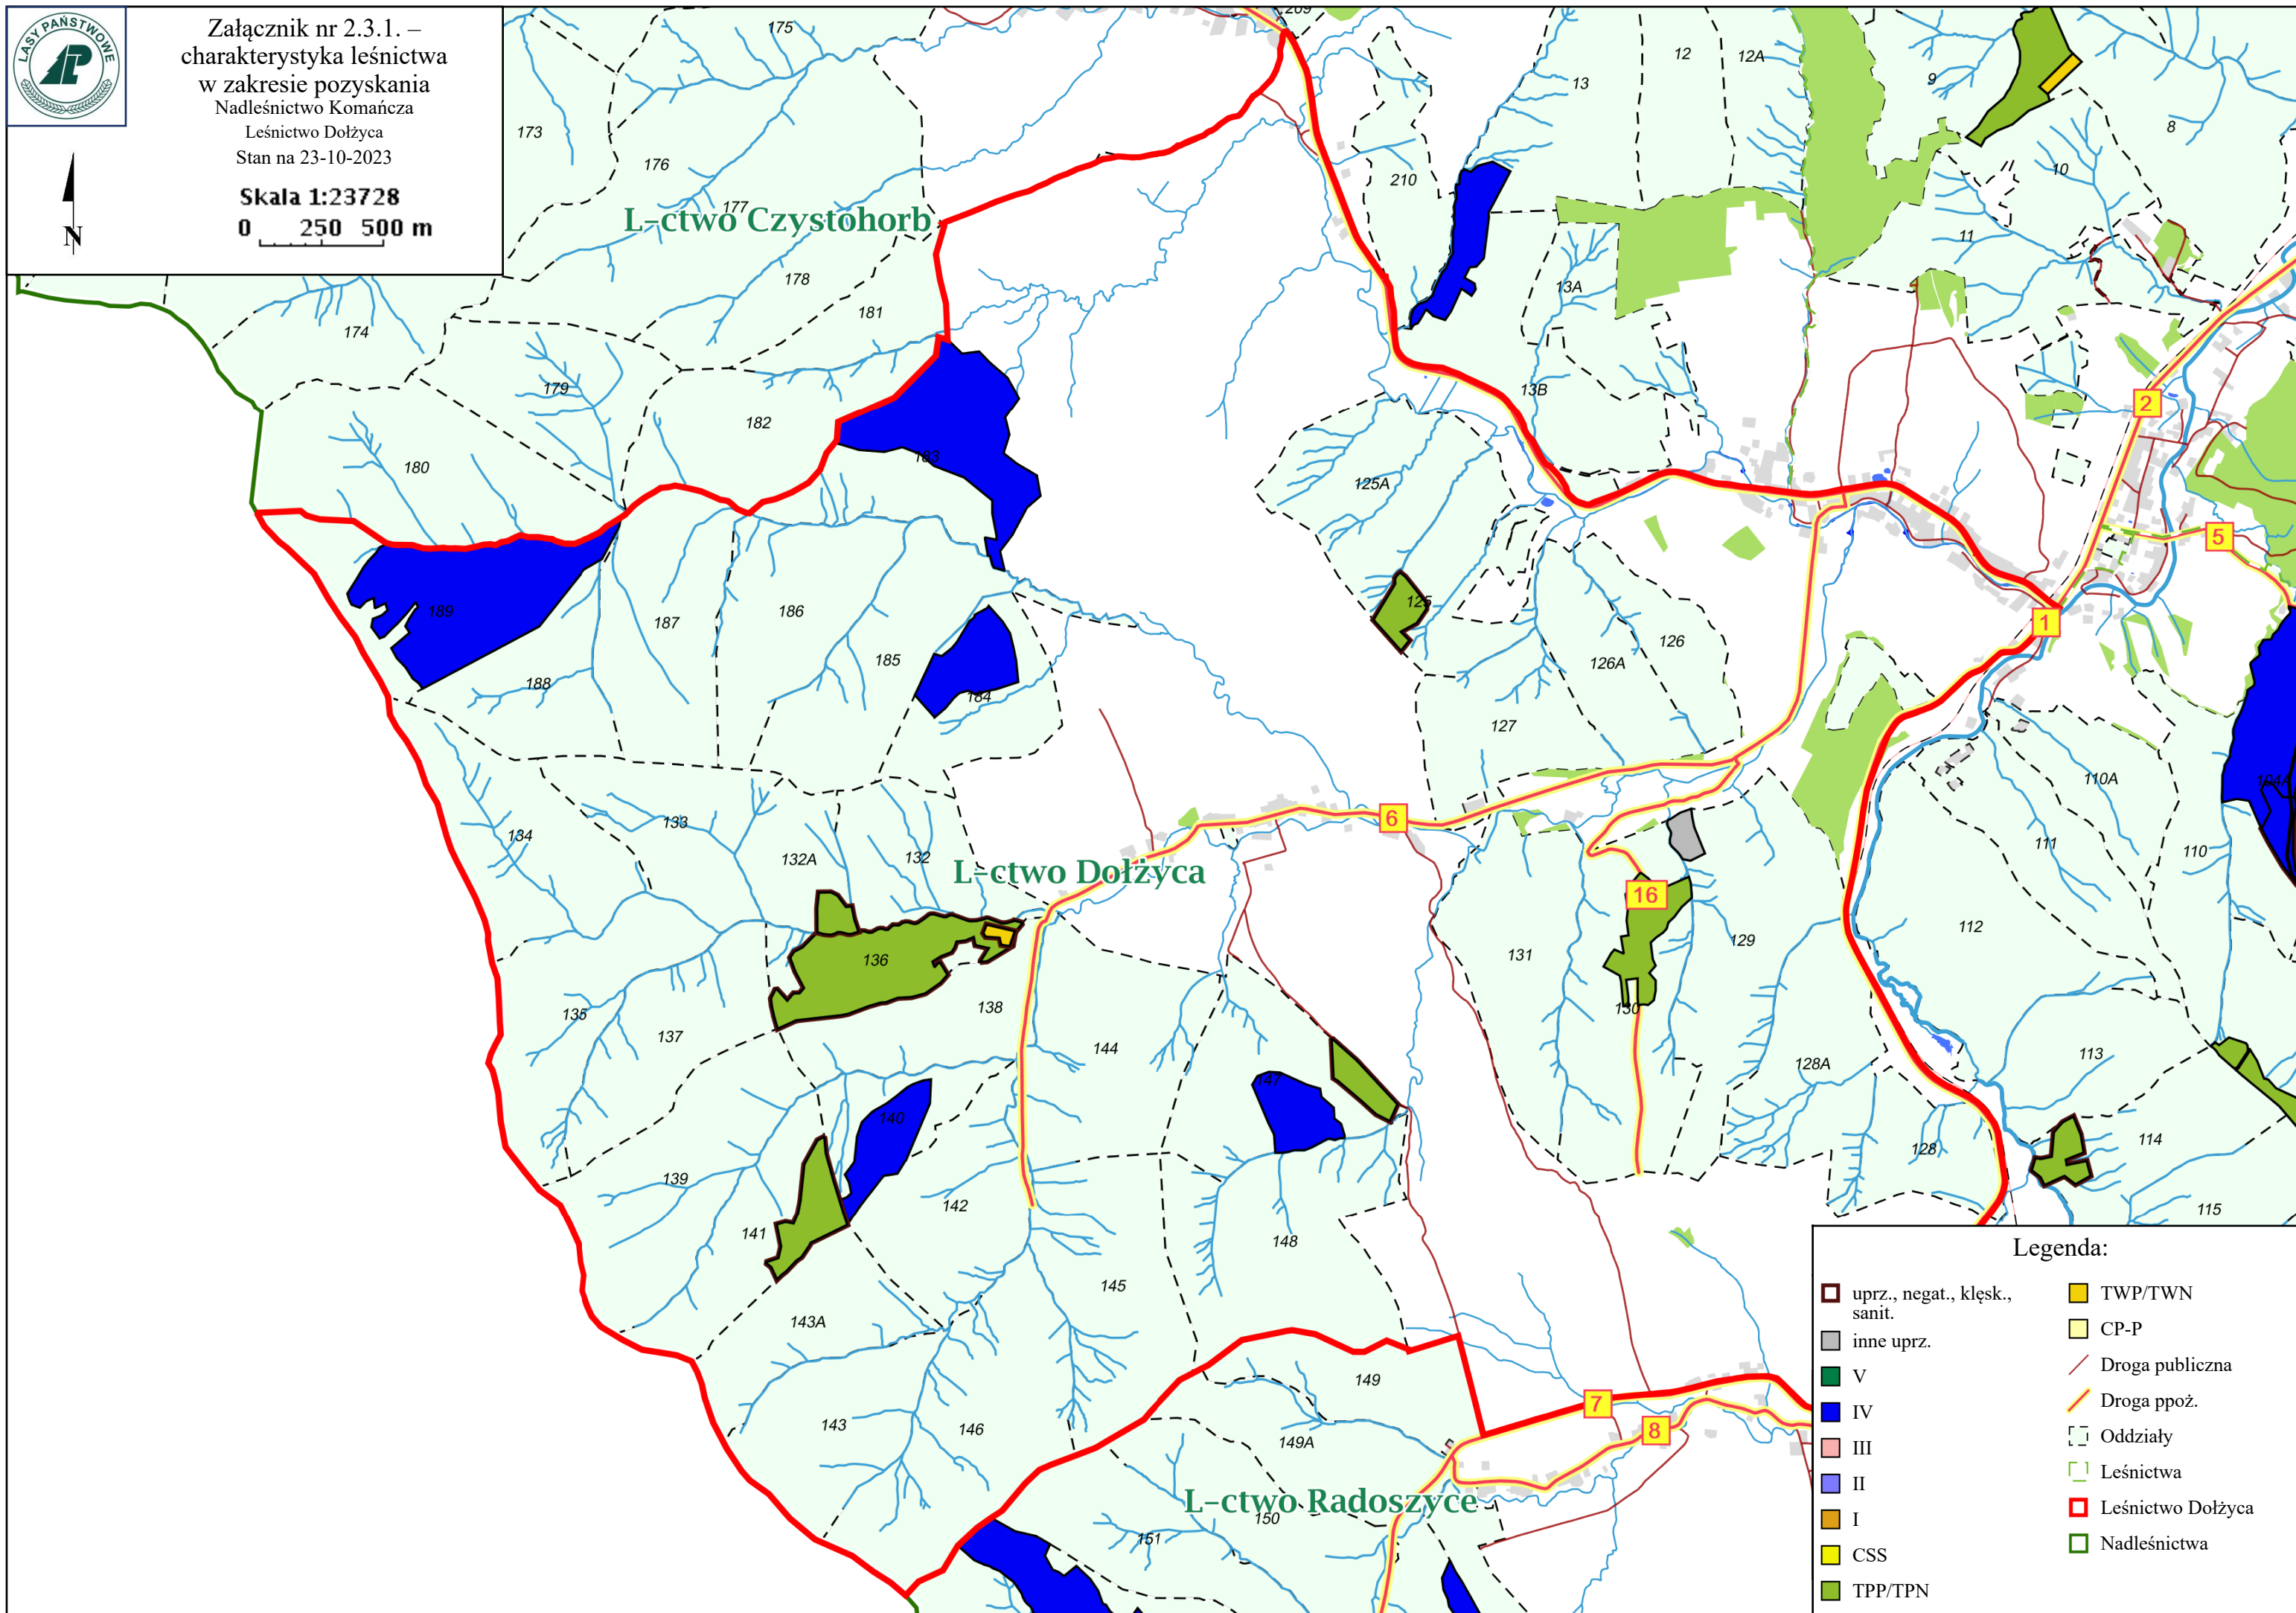 LASY PAŃSTWOWE
Załącznik nr 2.3.1. –
charakterystyka leśnictwa
w zakresie pozyskania
Nadleśnictwo Komańcza
Leśnictwo Dołżyca
Stan na 23-10-2023
Skala 1:23728
0 250 500 m
N
175
209
13
12
12A
9
8
173
176
210
10
177
L-ctwo Czystohorb
11
178
13A
181
174
179
13B
2
182
180
183
125A
5
189
187
186
125
1
185
126A
126
188
184
127
110A
104A
134
133
132A
132
6
111
110
L-ctwo Dołżyca
16
112
136
131
129
135
138
130
137
144
113
128A
147
140
114
128
139
142
115
141
148
145
143A
149
7
143
146
8
149A
L-ctwo Radoszyce
150
151
Legenda:
uprz., negat., klęsk.,
sanit.
inne uprz.
V
IV
III
II
I
CSS
TPP/TPN
TWP/TWN
CP-P
Droga publiczna
Droga ppoż.
Oddziały
Leśnictwa
Leśnictwo Dołżyca
Nadleśnictwa